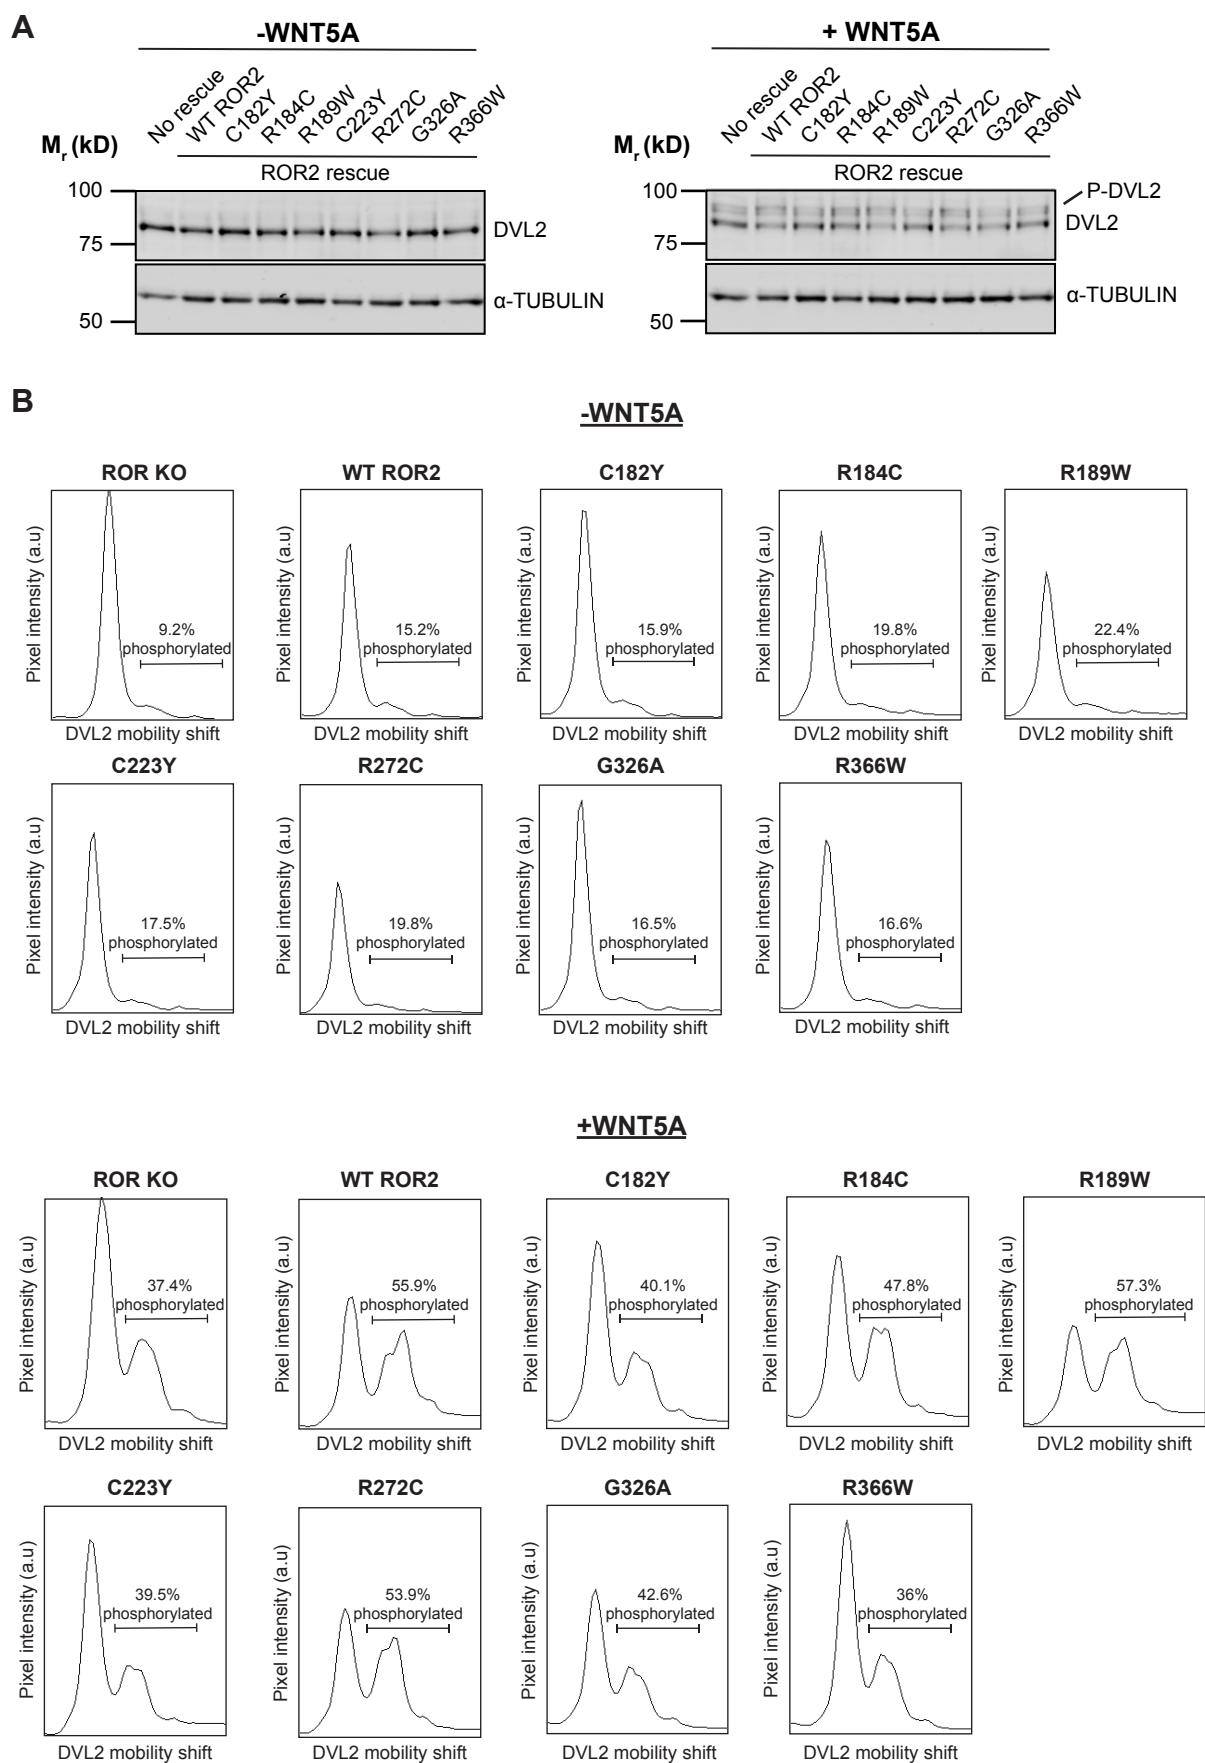 A
-WNT5A
No rescue
WT ROR2
C182Y
R184C
R189W
C223Y
R272C
G326A
R366W
Mr (kD)
ROR2 rescue
100
75
50
DVL2
α-TUBULIN
+ WNT5A
No rescue
WT ROR2
C182Y
R184C
R189W
C223Y
R272C
G326A
R366W
Mr (kD)
ROR2 rescue
100
75
50
P-DVL2
DVL2
α-TUBULIN
B
-WNT5A
ROR KO
Pixel intensity (a.u)
9.2%
phosphorylated
DVL2 mobility shift
WT ROR2
Pixel intensity (a.u)
15.2%
phosphorylated
DVL2 mobility shift
C182Y
Pixel intensity (a.u)
15.9%
phosphorylated
DVL2 mobility shift
R184C
Pixel intensity (a.u)
19.8%
phosphorylated
DVL2 mobility shift
R189W
Pixel intensity (a.u)
22.4%
phosphorylated
DVL2 mobility shift
C223Y
Pixel intensity (a.u)
17.5%
phosphorylated
DVL2 mobility shift
R272C
Pixel intensity (a.u)
19.8%
phosphorylated
DVL2 mobility shift
G326A
Pixel intensity (a.u)
16.5%
phosphorylated
DVL2 mobility shift
R366W
Pixel intensity (a.u)
16.6%
phosphorylated
DVL2 mobility shift
+WNT5A
ROR KO
Pixel intensity (a.u)
37.4%
phosphorylated
DVL2 mobility shift
WT ROR2
Pixel intensity (a.u)
55.9%
phosphorylated
DVL2 mobility shift
C182Y
Pixel intensity (a.u)
40.1%
phosphorylated
DVL2 mobility shift
R184C
Pixel intensity (a.u)
47.8%
phosphorylated
DVL2 mobility shift
R189W
Pixel intensity (a.u)
57.3%
phosphorylated
DVL2 mobility shift
C223Y
Pixel intensity (a.u)
39.5%
phosphorylated
DVL2 mobility shift
R272C
Pixel intensity (a.u)
53.9%
phosphorylated
DVL2 mobility shift
G326A
Pixel intensity (a.u)
42.6%
phosphorylated
DVL2 mobility shift
R366W
Pixel intensity (a.u)
36%
phosphorylated
DVL2 mobility shift